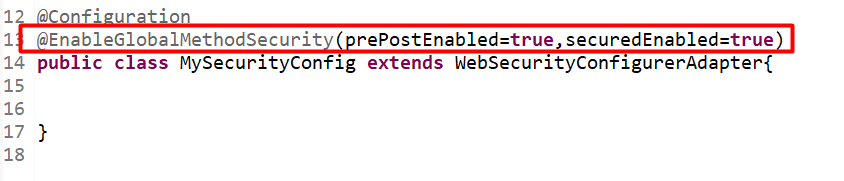 12 @Configuration
13 @EnableGlobalMethodSecurity(prePostEnabled=true,securedEnabled=true)
14 public class MySecurityConfig extends WebSecurityConfigurerAdapter{
15
16
17 }
18